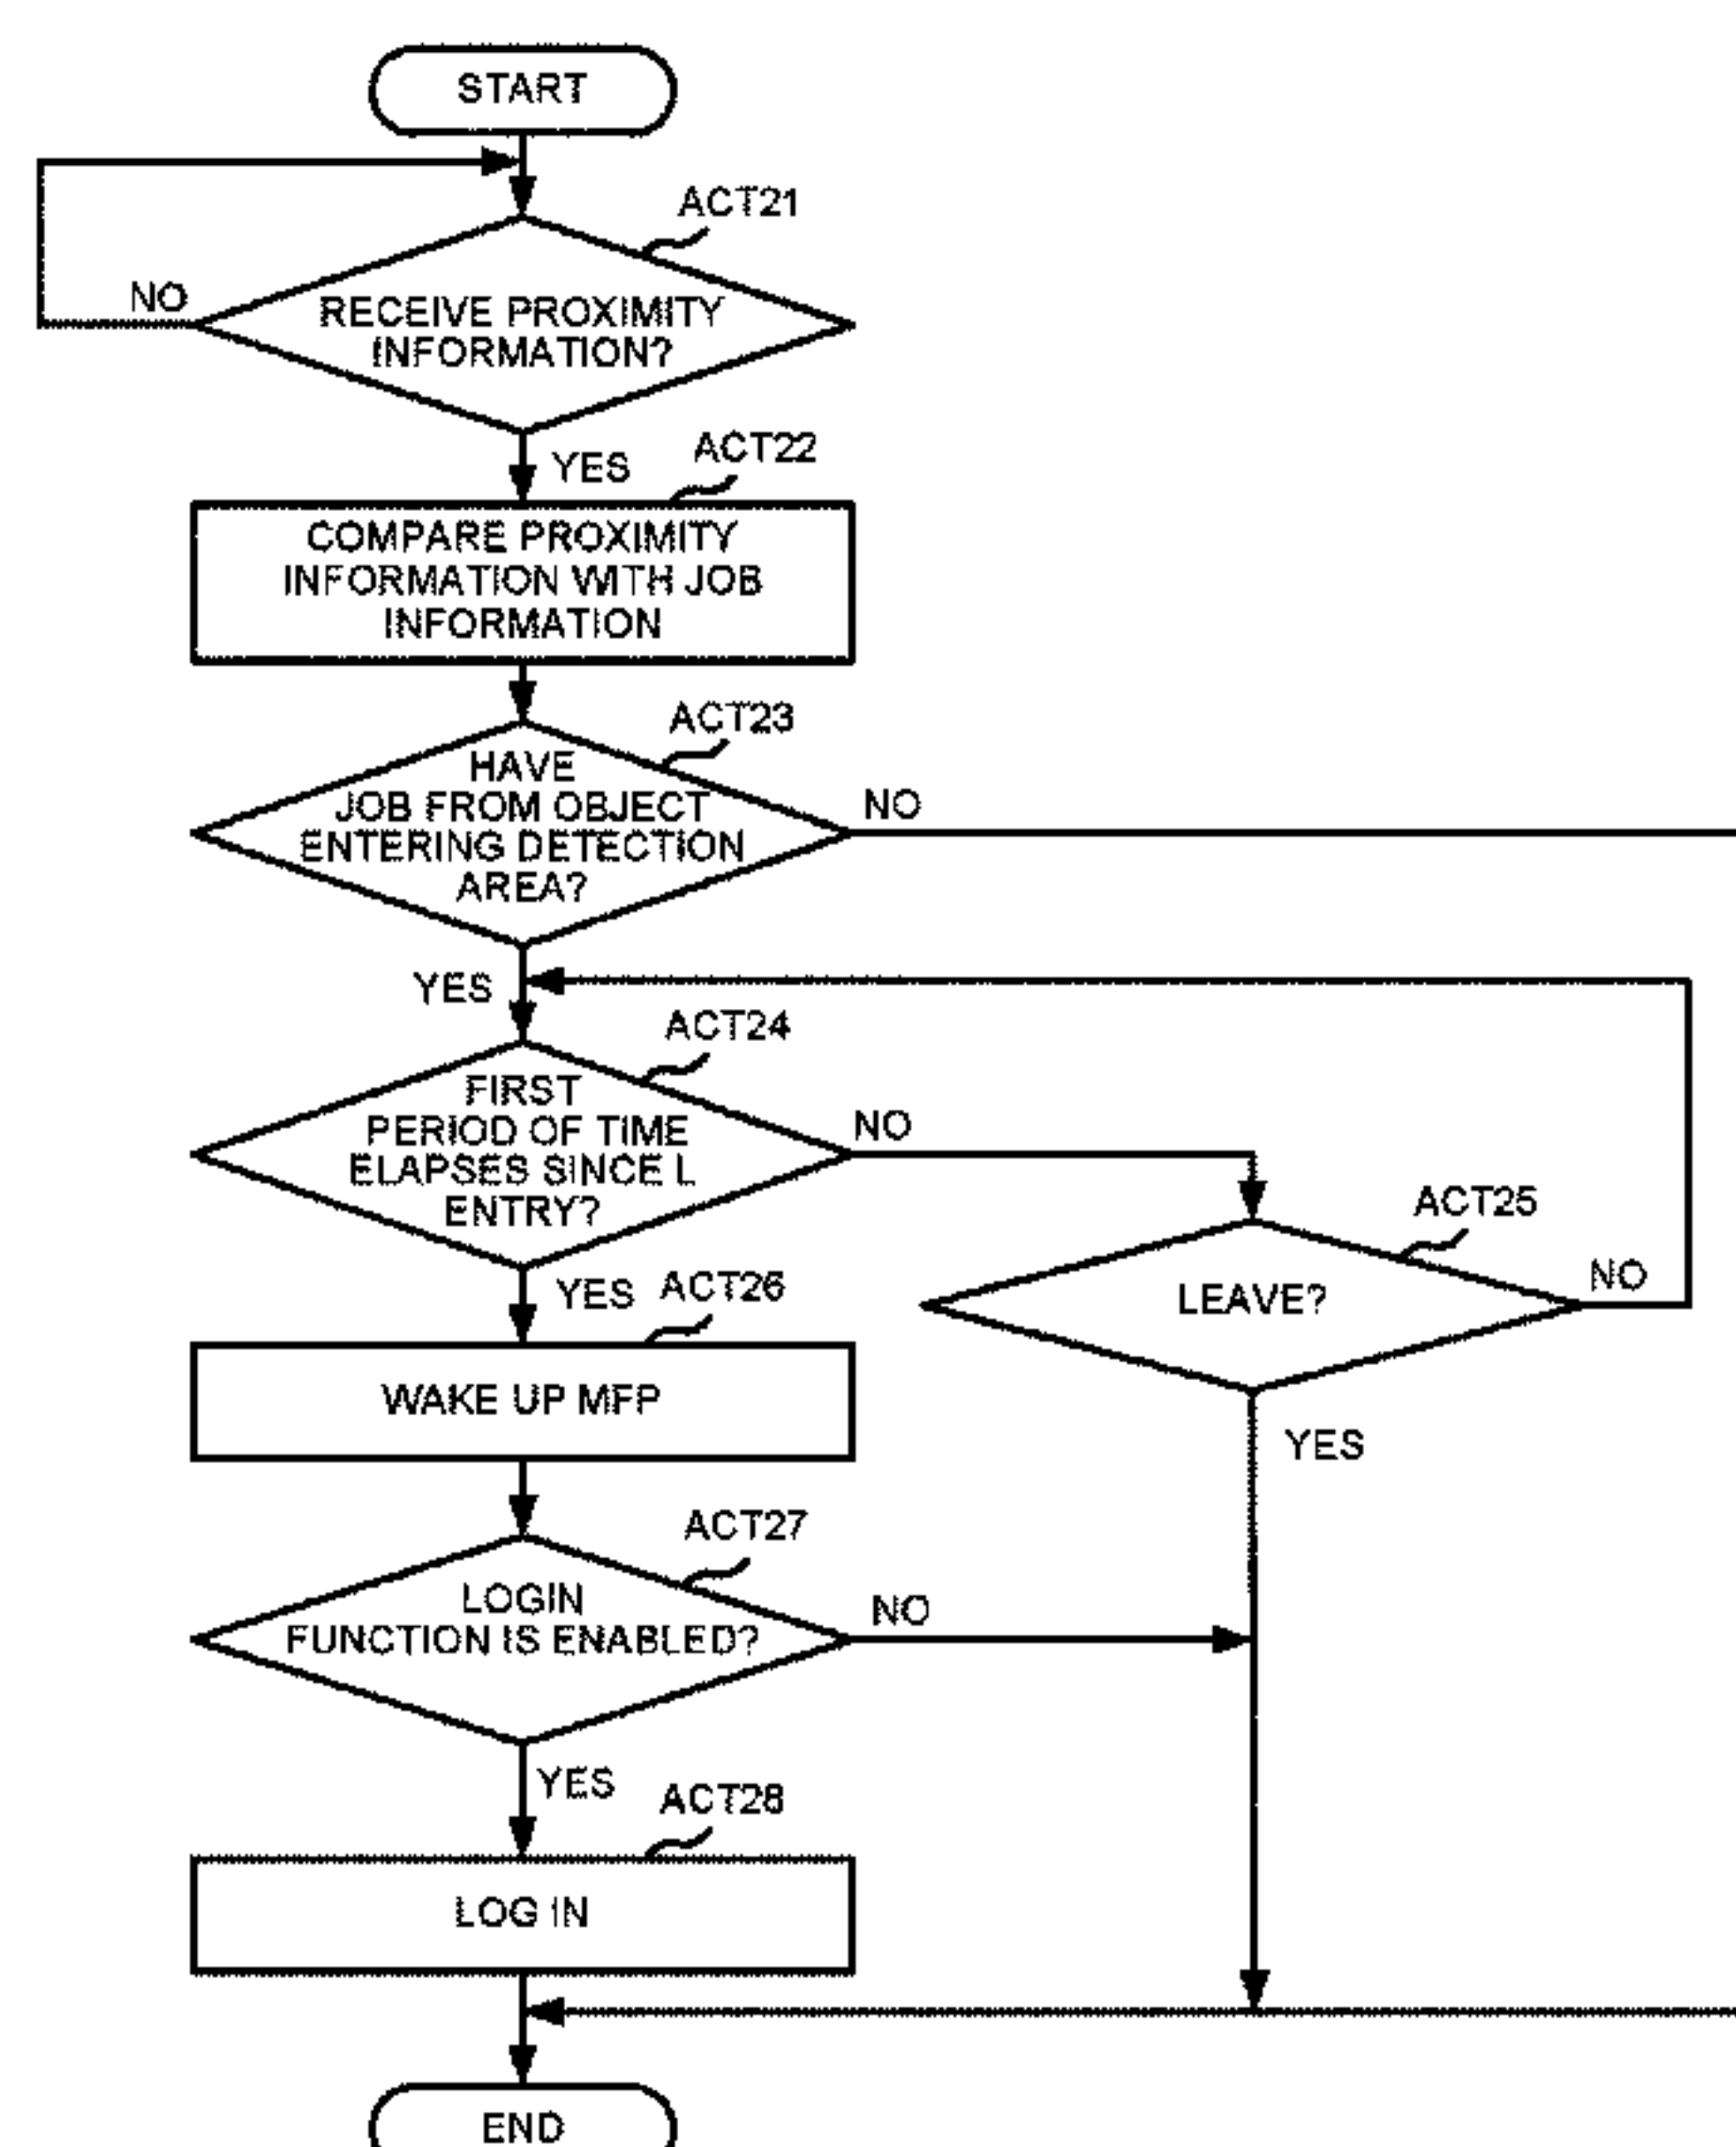 START
ACT21
NO
RECEIVE PROXIMITY
INFORMATION?
YES
ACT22
COMPARE PROXIMITY
INFORMATION WITH JOB
INFORMATION
ACT23
HAVE
JOB FROM OBJECT
ENTERING DETECTION
AREA?
NO
YES
ACT24
FIRST
PERIOD OF TIME
ELAPSES SINCE L
ENTRY?
NO
ACT25
LEAVE?
NO
YES
YES
ACT26
WAKE UP MFP
ACT27
LOGIN
FUNCTION IS ENABLED?
NO
YES
ACT28
LOG IN
END